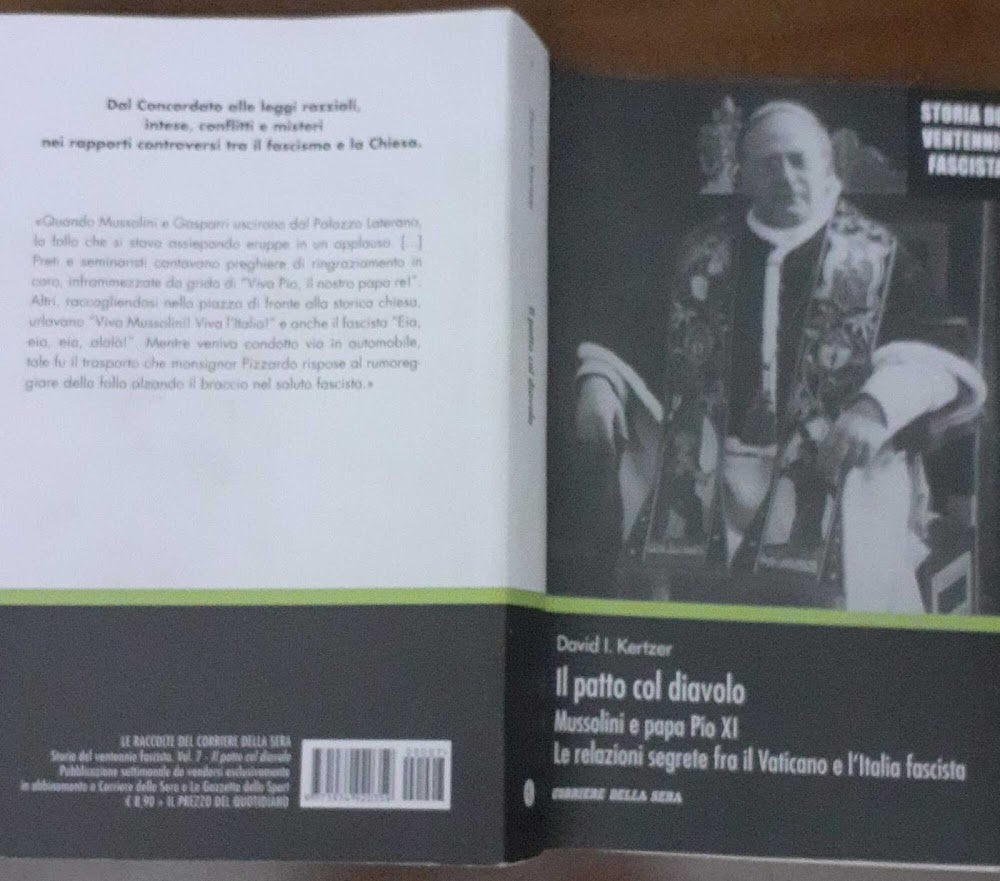 Dal Concordato alle leggi razziali,
intese, conflitti e misteri
nei rapporti controversi tra il fascismo e la Chiesa.
«Quando Mussolini e Gasparri uscirono dal Palazzo Laterano,
la folla che si stava assiepando eruppe in un applauso. [...]
Preti e seminaristi cantavano preghiere di ringraziamento in
coro, inframmezzate da grida di "Viva Pio, il nostro papa re!".
Altri, raccogliendosi nella piazza di fronte alla storica chiesa,
urlavano "Viva Mussolini! Viva l'Italia!" e anche il fascista "Eia,
eia, eia, alalà!". Mentre veniva condotto via in automobile,
tale fu il trasporto che monsignor Pizzardo rispose al rumoreg-
giare della folla alzando il braccio nel saluto fascista.»
LE RACCOLTE DEL CORRIERE DELLA SERA
Storia del ventennio fascista. Vol. 7 - Il patto col diavolo
Pubblicazione settimanale da vendersi esclusivamente
in abbinamento a Corriere della Sera o La Gazzetta dello Sport
€ 8,90 + IL PREZZO DEL QUOTIDIANO
David I. Kertzer
Il patto col diavolo
STORIA DE
VENTENNI
FASCISTA
David I. Kertzer
Il patto col diavolo
Mussolini e papa Pio XI
Le relazioni segrete fra il Vaticano e l'Italia fascista
CORRIERE DELLA SERA